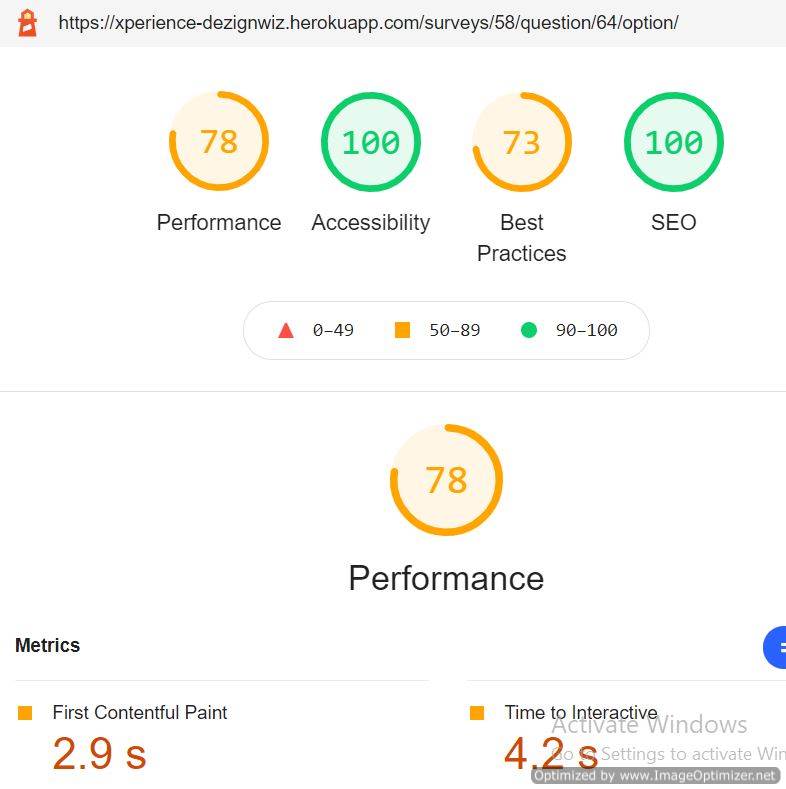 https://xperience-dezignwiz.herokuapp.com/surveys/58/question/64/option/
78 100 73 100
Performance Accessibility Best Practices SEO
0–49 50–89 90–100
78
Performance
Metrics
First Contentful Paint Time to Interactive
2.9 s 4.2 s
Activate Windows
Go to Settings to activate Win
Optimized by www.ImageOptimizer.net